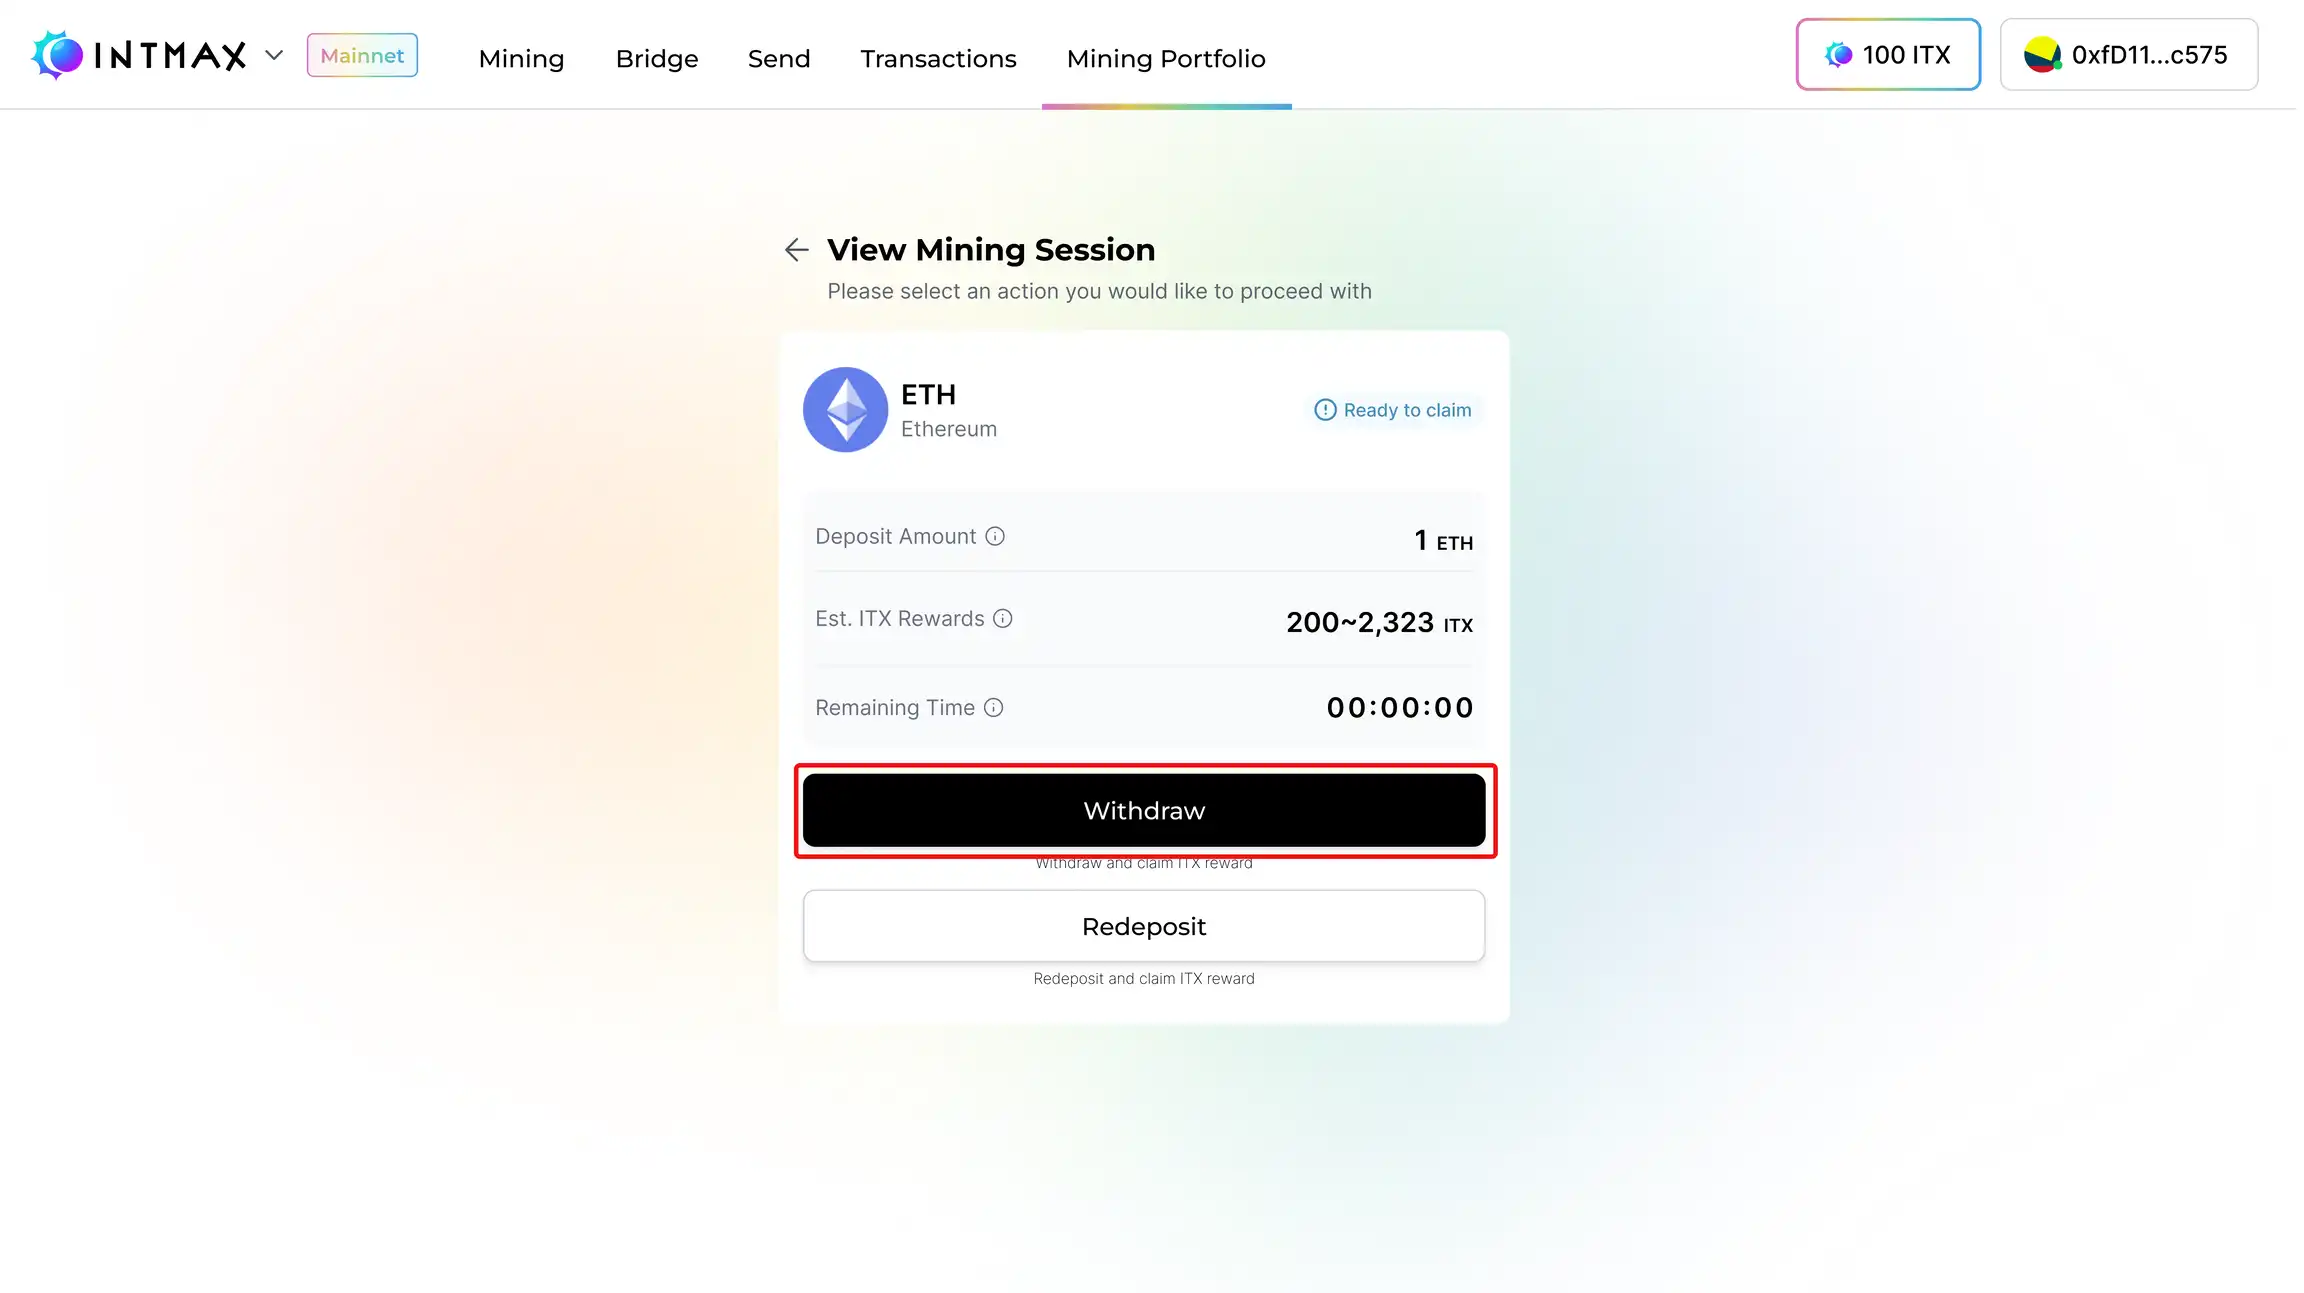 INTMAX Mainnet Mining Bridge Send Transactions Mining Portfolio 100 ITX 0xfD11...c575
View Mining Session
Please select an action you would like to proceed with
ETH
Ethereum
Ready to claim
Deposit Amount 1 ETH
Est. ITX Rewards 200~2,323 ITX
Remaining Time 00:00:00
Withdraw
Withdraw and claim ITX reward
Redeposit
Redeposit and claim ITX reward